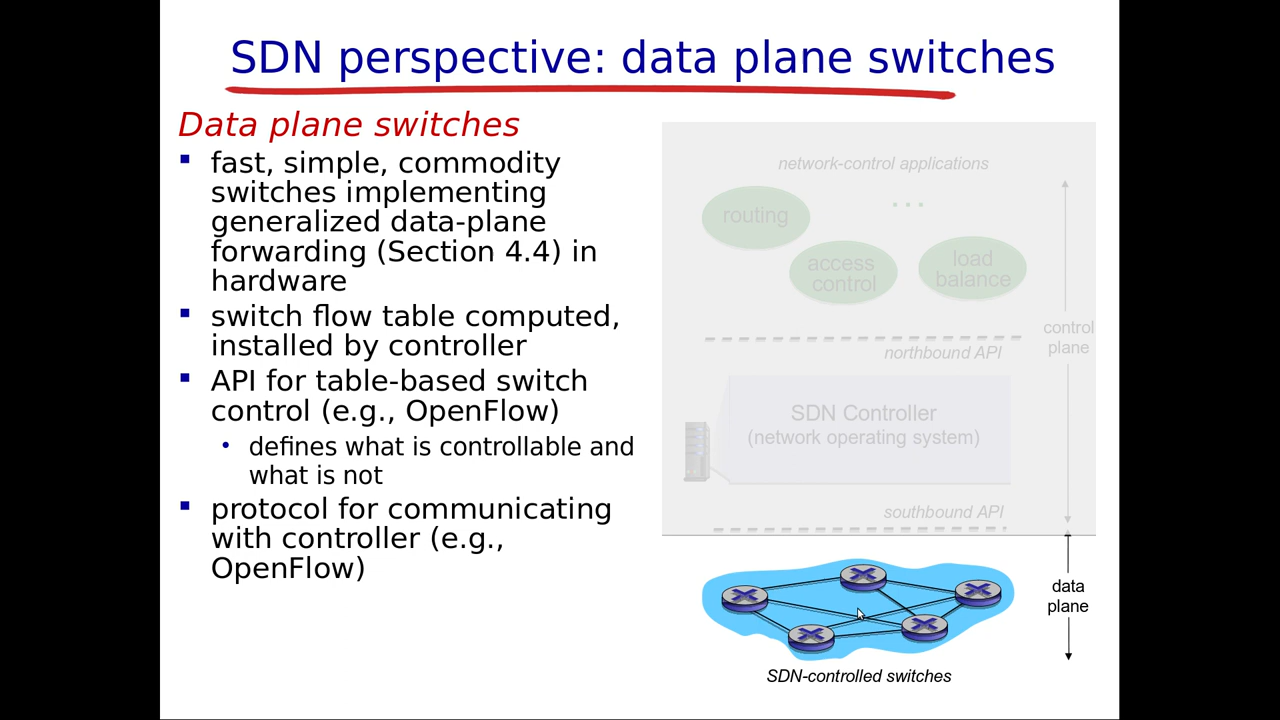 SDN perspective: data plane switches
Data plane switches
fast, simple, commodity
switches implementing
generalized data-plane
forwarding (Section 4.4) in
hardware
switch flow table computed,
installed by controller
API for table-based switch
control (e.g., OpenFlow)
defines what is controllable and
what is not
protocol for communicating
with controller (e.g.,
OpenFlow)
network-control applications
routing
...
access
control
load
balance
control
plane
northbound API
SDN Controller
(network operating system)
southbound API
data
plane
SDN-controlled switches